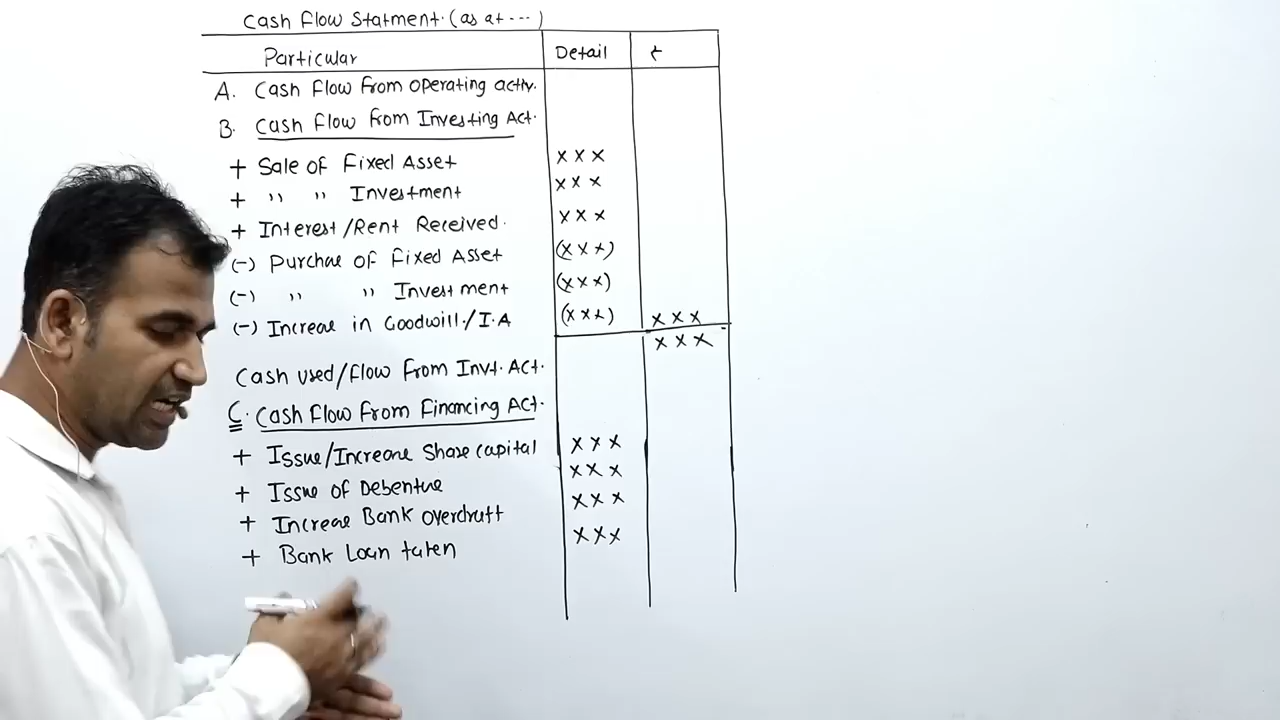 Cash Flow Statment. (as at ...)
Particular Detail ₹
A. Cash Flow From operating activ.
B. Cash Flow from Investing Act.
+ Sale of Fixed Asset xxx
+ ,, ,, Investment xxx
+ Interest/Rent Received. xxx
(-) Purchae of Fixed Asset (xxx)
(-) ,, ,, Investment (xxx)
(-) Increase in Goodwill./I.A (xxx) xxx
xxx
Cash used/flow From Invt. Act.
C. Cash Flow from Financing Act.
+ Issue/Increase Share capital xxx
+ Issue of Debenture xxx
+ Increae Bank overdraft xxx
+ Bank Loan taken xxx